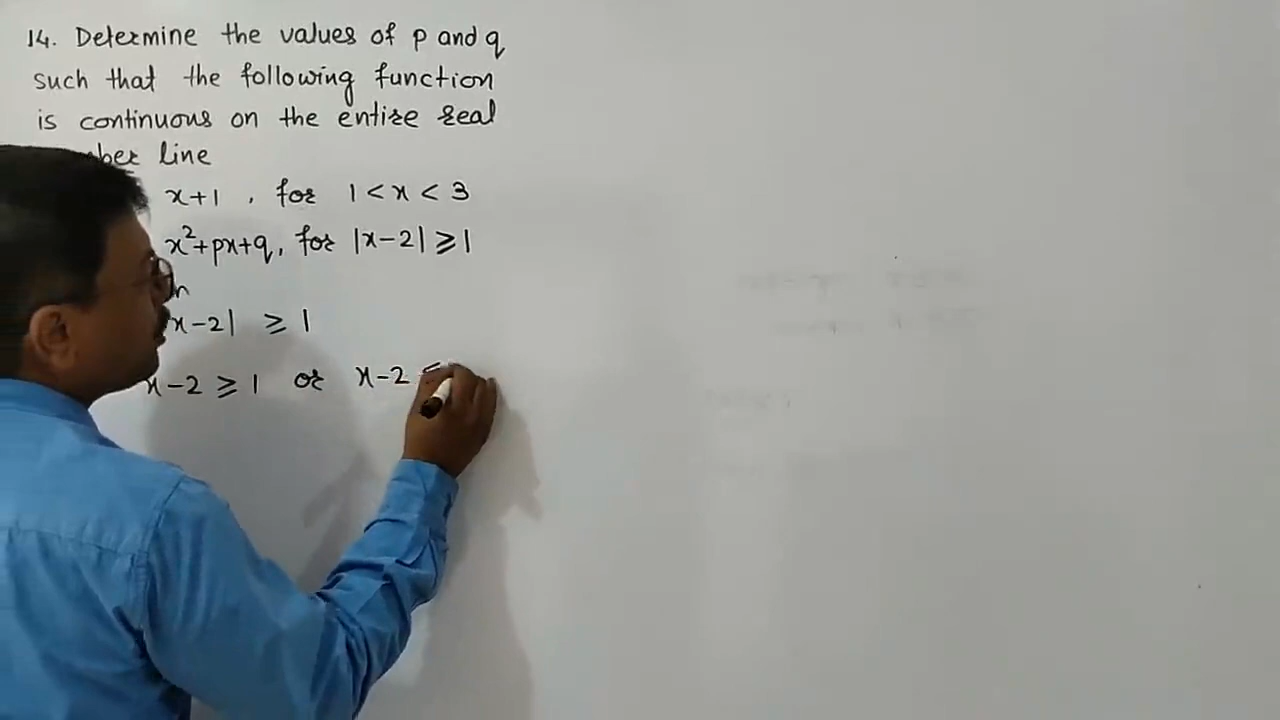 14. Determine the values of p and q
such that the following function
is continuous on the entire real
line
x+1 , for 1 < x < 3
x²+px+q, for |x-2| ≥ 1
x-2| ≥ 1
x-2 ≥ 1 or x-2